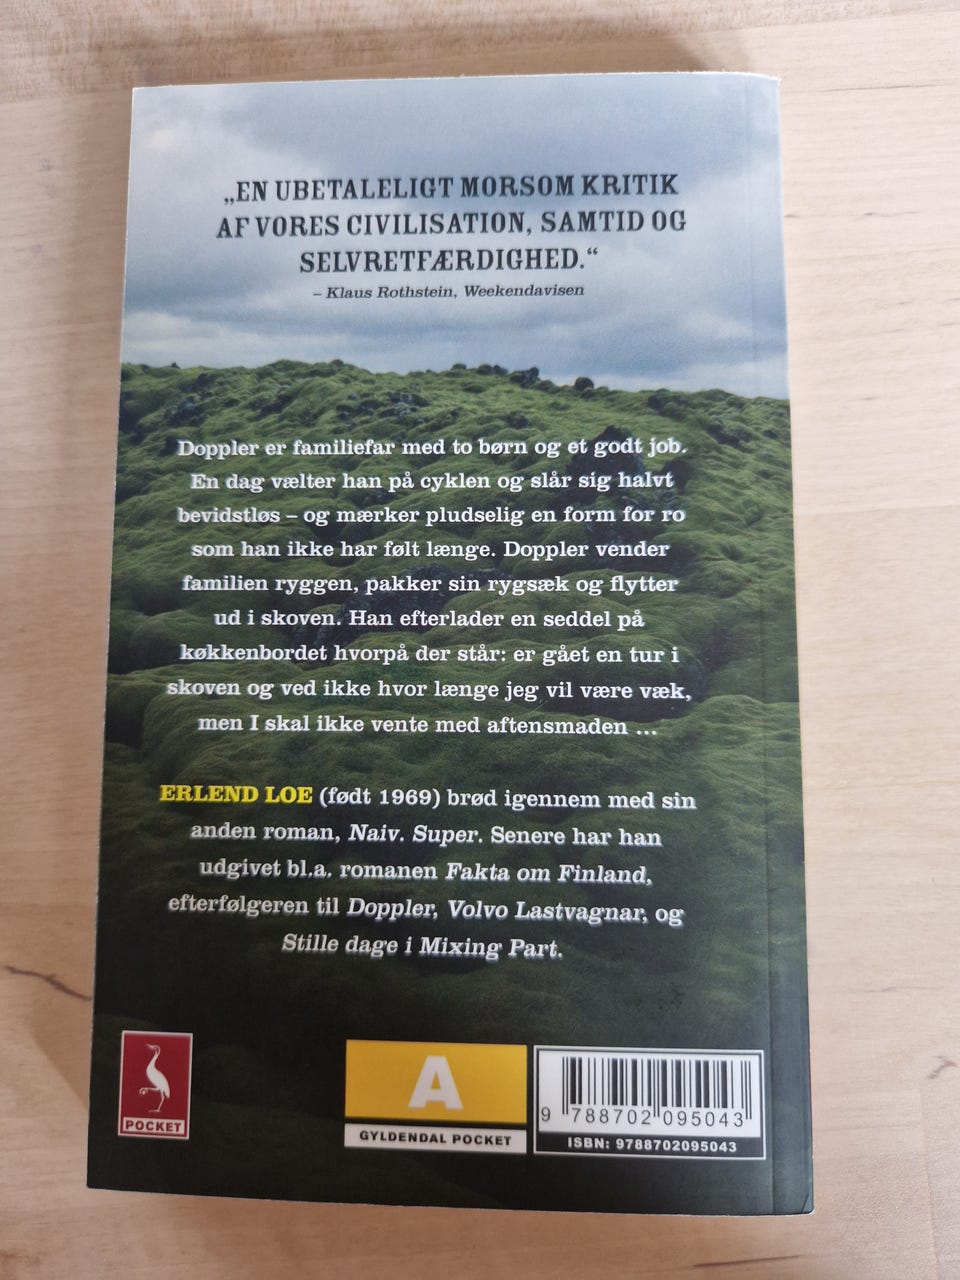 „EN UBETALELIGT MORSOM KRITIK
AF VORES CIVILISATION, SAMTID OG
SELVRETFÆRDIGHED.“
– Klaus Rothstein, Weekendavisen
Doppler er familiefar med to børn og et godt job.
En dag vælter han på cyklen og slår sig halvt
bevidstløs – og mærker pludselig en form for ro
som han ikke har følt længe. Doppler vender
familien ryggen, pakker sin rygsæk og flytter
ud i skoven. Han efterlader en seddel på
køkkenbordet hvorpå der står: er gået en tur i
skoven og ved ikke hvor længe jeg vil være væk,
men I skal ikke vente med aftensmaden ...
ERLEND LOE (født 1969) brød igennem med sin
anden roman, Naiv. Super. Senere har han
udgivet bl.a. romanen Fakta om Finland,
efterfølgeren til Doppler, Volvo Lastvagnar, og
Stille dage i Mixing Part.
POCKET
A
GYLDENDAL POCKET
9 788702 095043
ISBN: 9788702095043